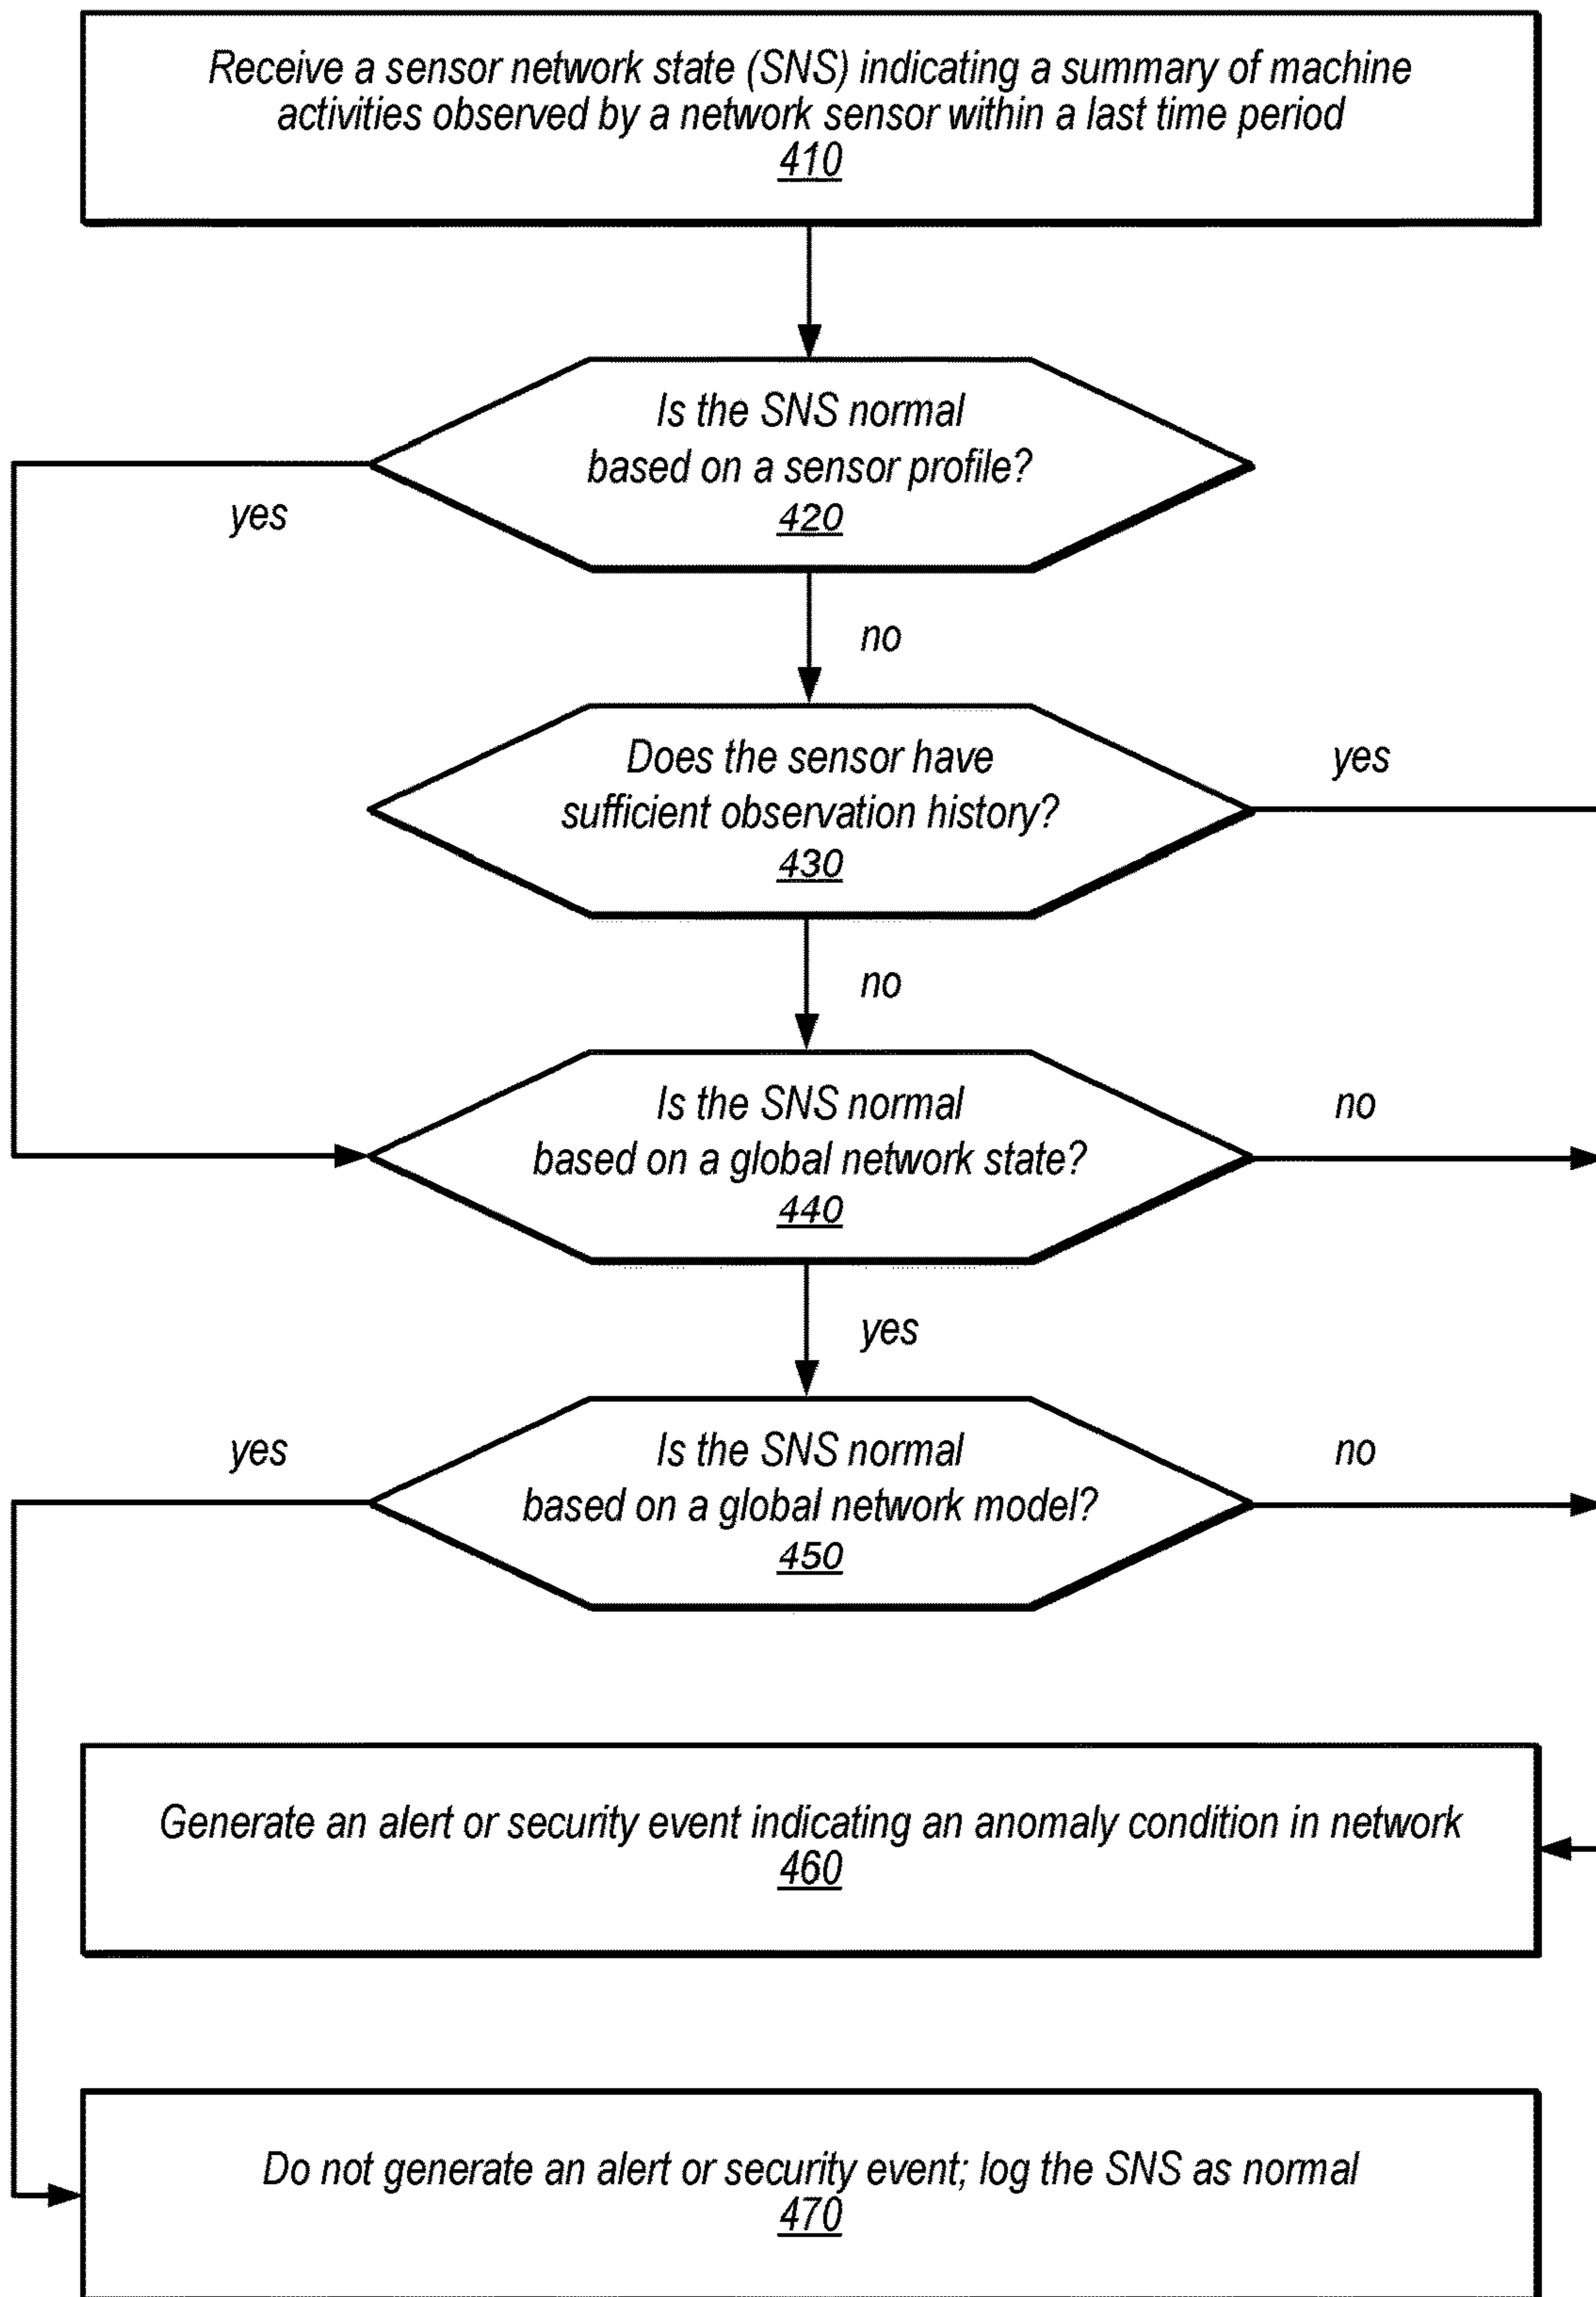 Receive a sensor network state (SNS) indicating a summary of machine
activities observed by a network sensor within a last time period
410
Is the SNS normal
based on a sensor profile?
420
yes
no
Does the sensor have
sufficient observation history?
430
yes
no
Is the SNS normal
based on a global network state?
440
no
yes
Is the SNS normal
based on a global network model?
450
yes
no
Generate an alert or security event indicating an anomaly condition in network
460
Do not generate an alert or security event; log the SNS as normal
470